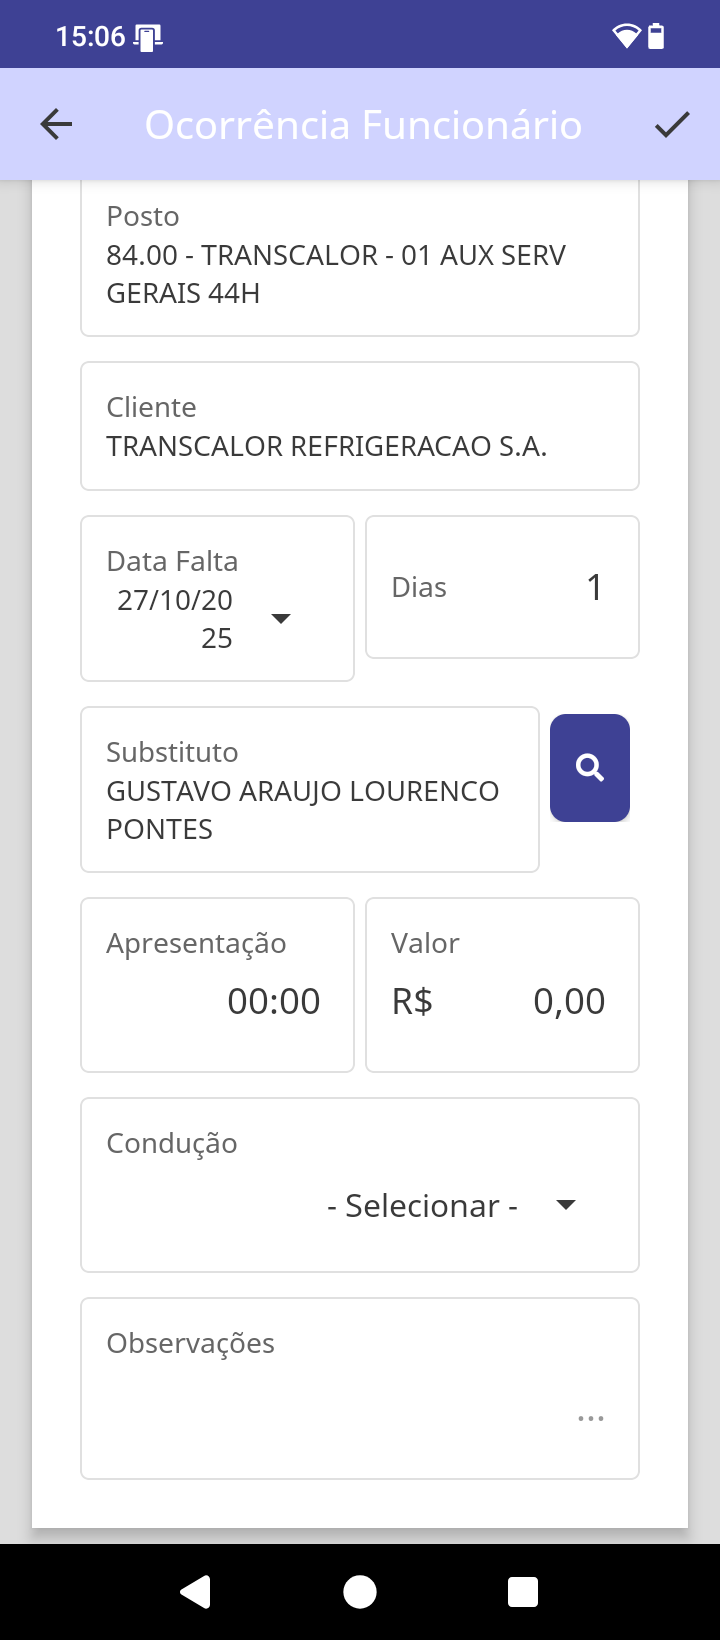 15:06
Ocorrência Funcionário
Posto
84.00 - TRANSCALOR - 01 AUX SERV
GERAIS 44H
Cliente
TRANSCALOR REFRIGERACAO S.A.
Data Falta
27/10/20
25
Dias
1
Substituto
GUSTAVO ARAUJO LOURENCO
PONTES
Apresentação
00:00
Valor
R$ 0,00
Condução
- Selecionar -
Observações
...